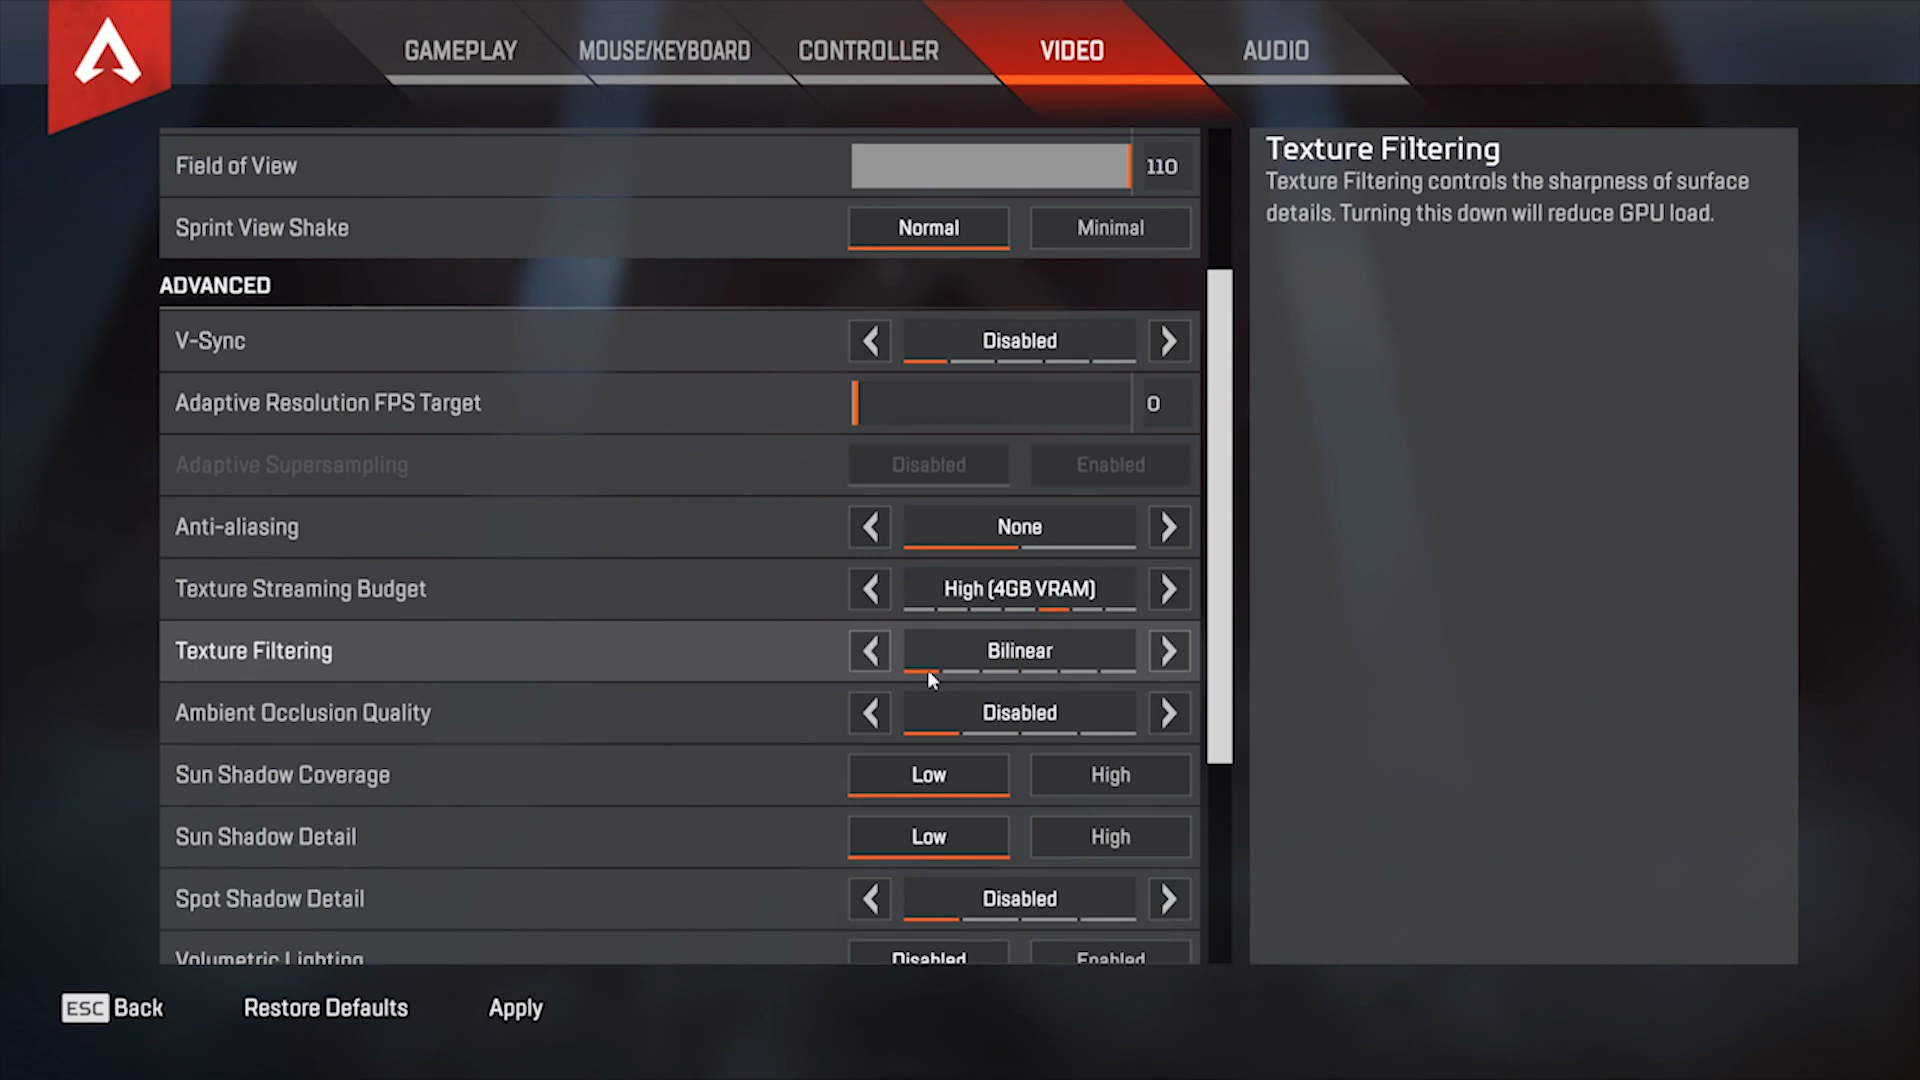 GAMEPLAY
MOUSE/KEYBOARD
CONTROLLER
VIDEO
AUDIO
Field of View
110
Sprint View Shake
Normal
Minimal
ADVANCED
V-Sync
Disabled
Adaptive Resolution FPS Target
0
Adaptive Supersampling
Disabled
Enabled
Anti-aliasing
None
Texture Streaming Budget
High (4GB VRAM)
Texture Filtering
Bilinear
Ambient Occlusion Quality
Disabled
Sun Shadow Coverage
Low
High
Sun Shadow Detail
Low
High
Spot Shadow Detail
Disabled
Volumetric Lighting
Disabled
Enabled
Texture Filtering
Texture Filtering controls the sharpness of surface
details. Turning this down will reduce GPU load.
ESC Back
Restore Defaults
Apply